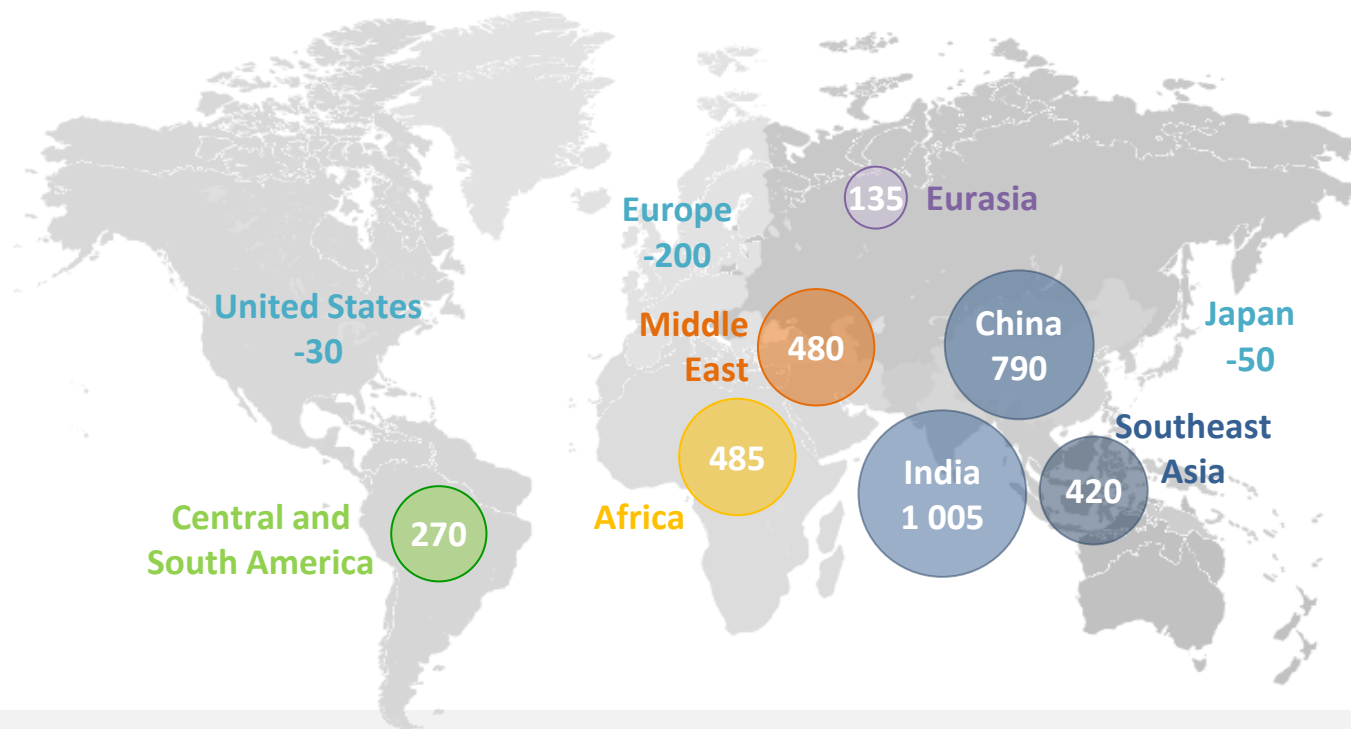 135
Eurasia
Europe
-200
United States
-30
Middle
East
480
China
790
Japan
-50
Southeast
Asia
420
485
Africa
India
1 005
Central and
South America
270